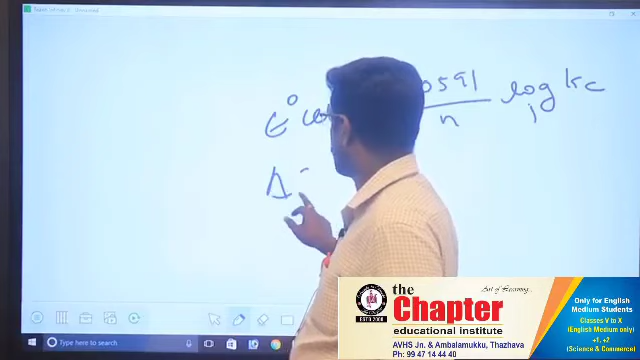 E° cell 0591 log Kc
n
Δ
Art of Learning...
the
Chapter
educational institute
ESTD 2008
AVHS Jn. & Ambalamukku, Thazhava
Ph: 99 47 14 44 40
Only for English
Medium Students
Classes V to X
(English Medium only)
+1, +2
(Science & Commerce)
Type here to search